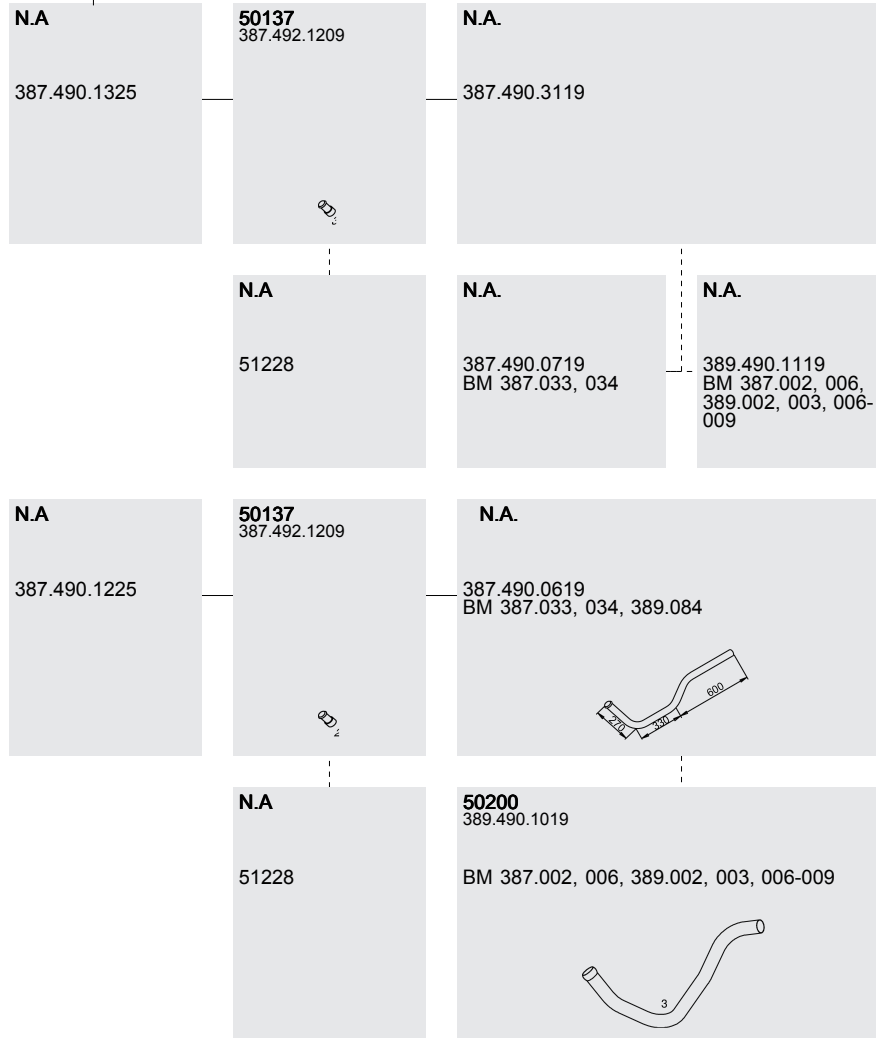 N.A
387.490.1325
50137
387.492.1209
N.A.
387.490.3119
N.A
51228
N.A.
387.490.0719
BM 387.033, 034
N.A.
389.490.1119
BM 387.002, 006,
389.002, 003, 006-
009
N.A
387.490.1225
50137
387.492.1209
N.A.
387.490.0619
BM 387.033, 034, 389.084
270
330
600
N.A
51228
50200
389.490.1019
BM 387.002, 006, 389.002, 003, 006-009
3